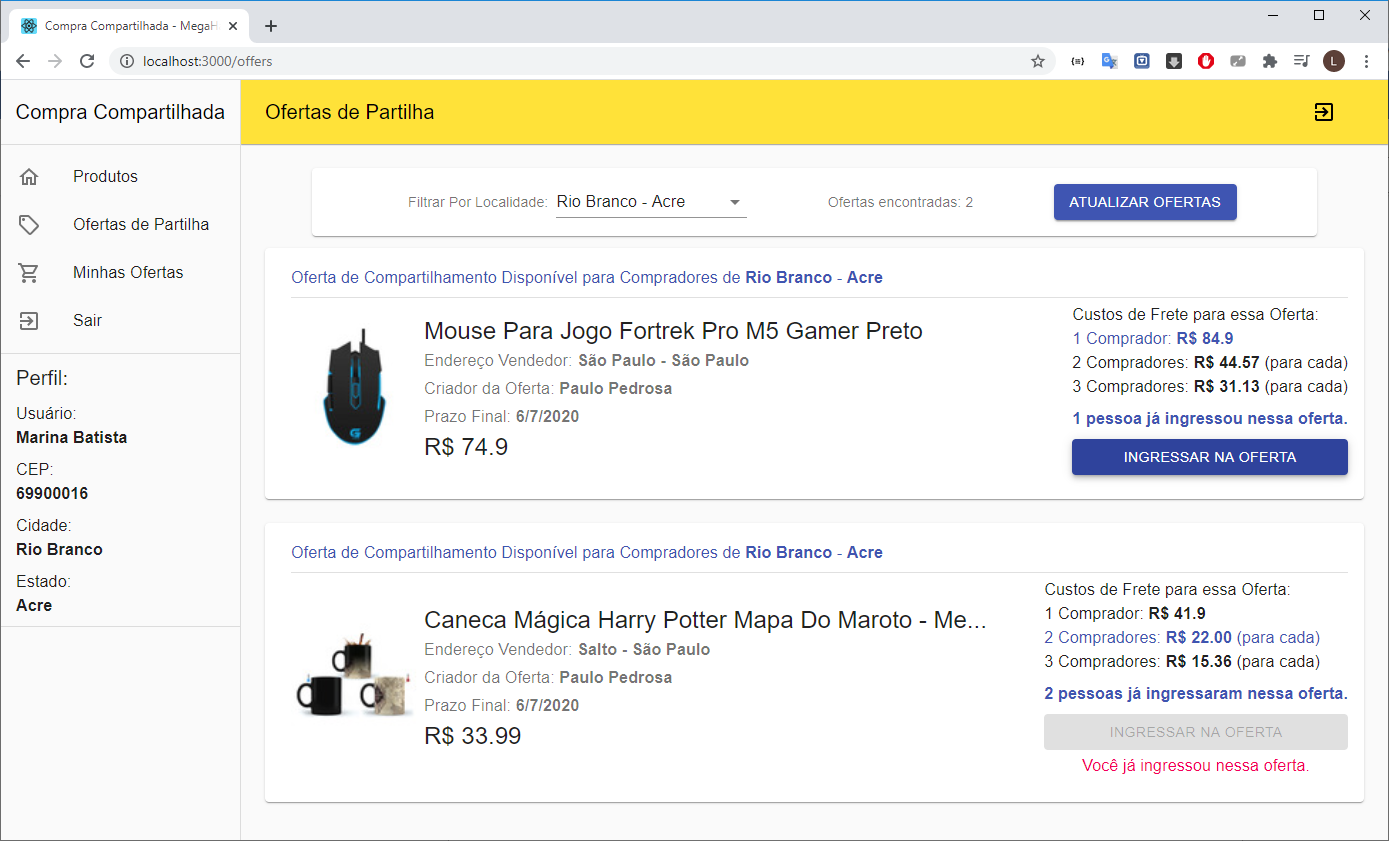 Compra Compartilhada - MegaH
localhost:3000/offers
L
Compra Compartilhada
Ofertas de Partilha
Produtos
Ofertas de Partilha
Minhas Ofertas
Sair
Perfil:
Usuário:
Marina Batista
CEP:
69900016
Cidade:
Rio Branco
Estado:
Acre
Filtrar Por Localidade: Rio Branco - Acre
Ofertas encontradas: 2
ATUALIZAR OFERTAS
Oferta de Compartilhamento Disponível para Compradores de Rio Branco - Acre
Mouse Para Jogo Fortrek Pro M5 Gamer Preto
Endereço Vendedor: São Paulo - São Paulo
Criador da Oferta: Paulo Pedrosa
Prazo Final: 6/7/2020
R$ 74.9
Custos de Frete para essa Oferta:
1 Comprador: R$ 84.9
2 Compradores: R$ 44.57 (para cada)
3 Compradores: R$ 31.13 (para cada)
1 pessoa já ingressou nessa oferta.
INGRESSAR NA OFERTA
Oferta de Compartilhamento Disponível para Compradores de Rio Branco - Acre
Caneca Mágica Harry Potter Mapa Do Maroto - Me...
Endereço Vendedor: Salto - São Paulo
Criador da Oferta: Paulo Pedrosa
Prazo Final: 6/7/2020
R$ 33.99
Custos de Frete para essa Oferta:
1 Comprador: R$ 41.9
2 Compradores: R$ 22.00 (para cada)
3 Compradores: R$ 15.36 (para cada)
2 pessoas já ingressaram nessa oferta.
INGRESSAR NA OFERTA
Você já ingressou nessa oferta.